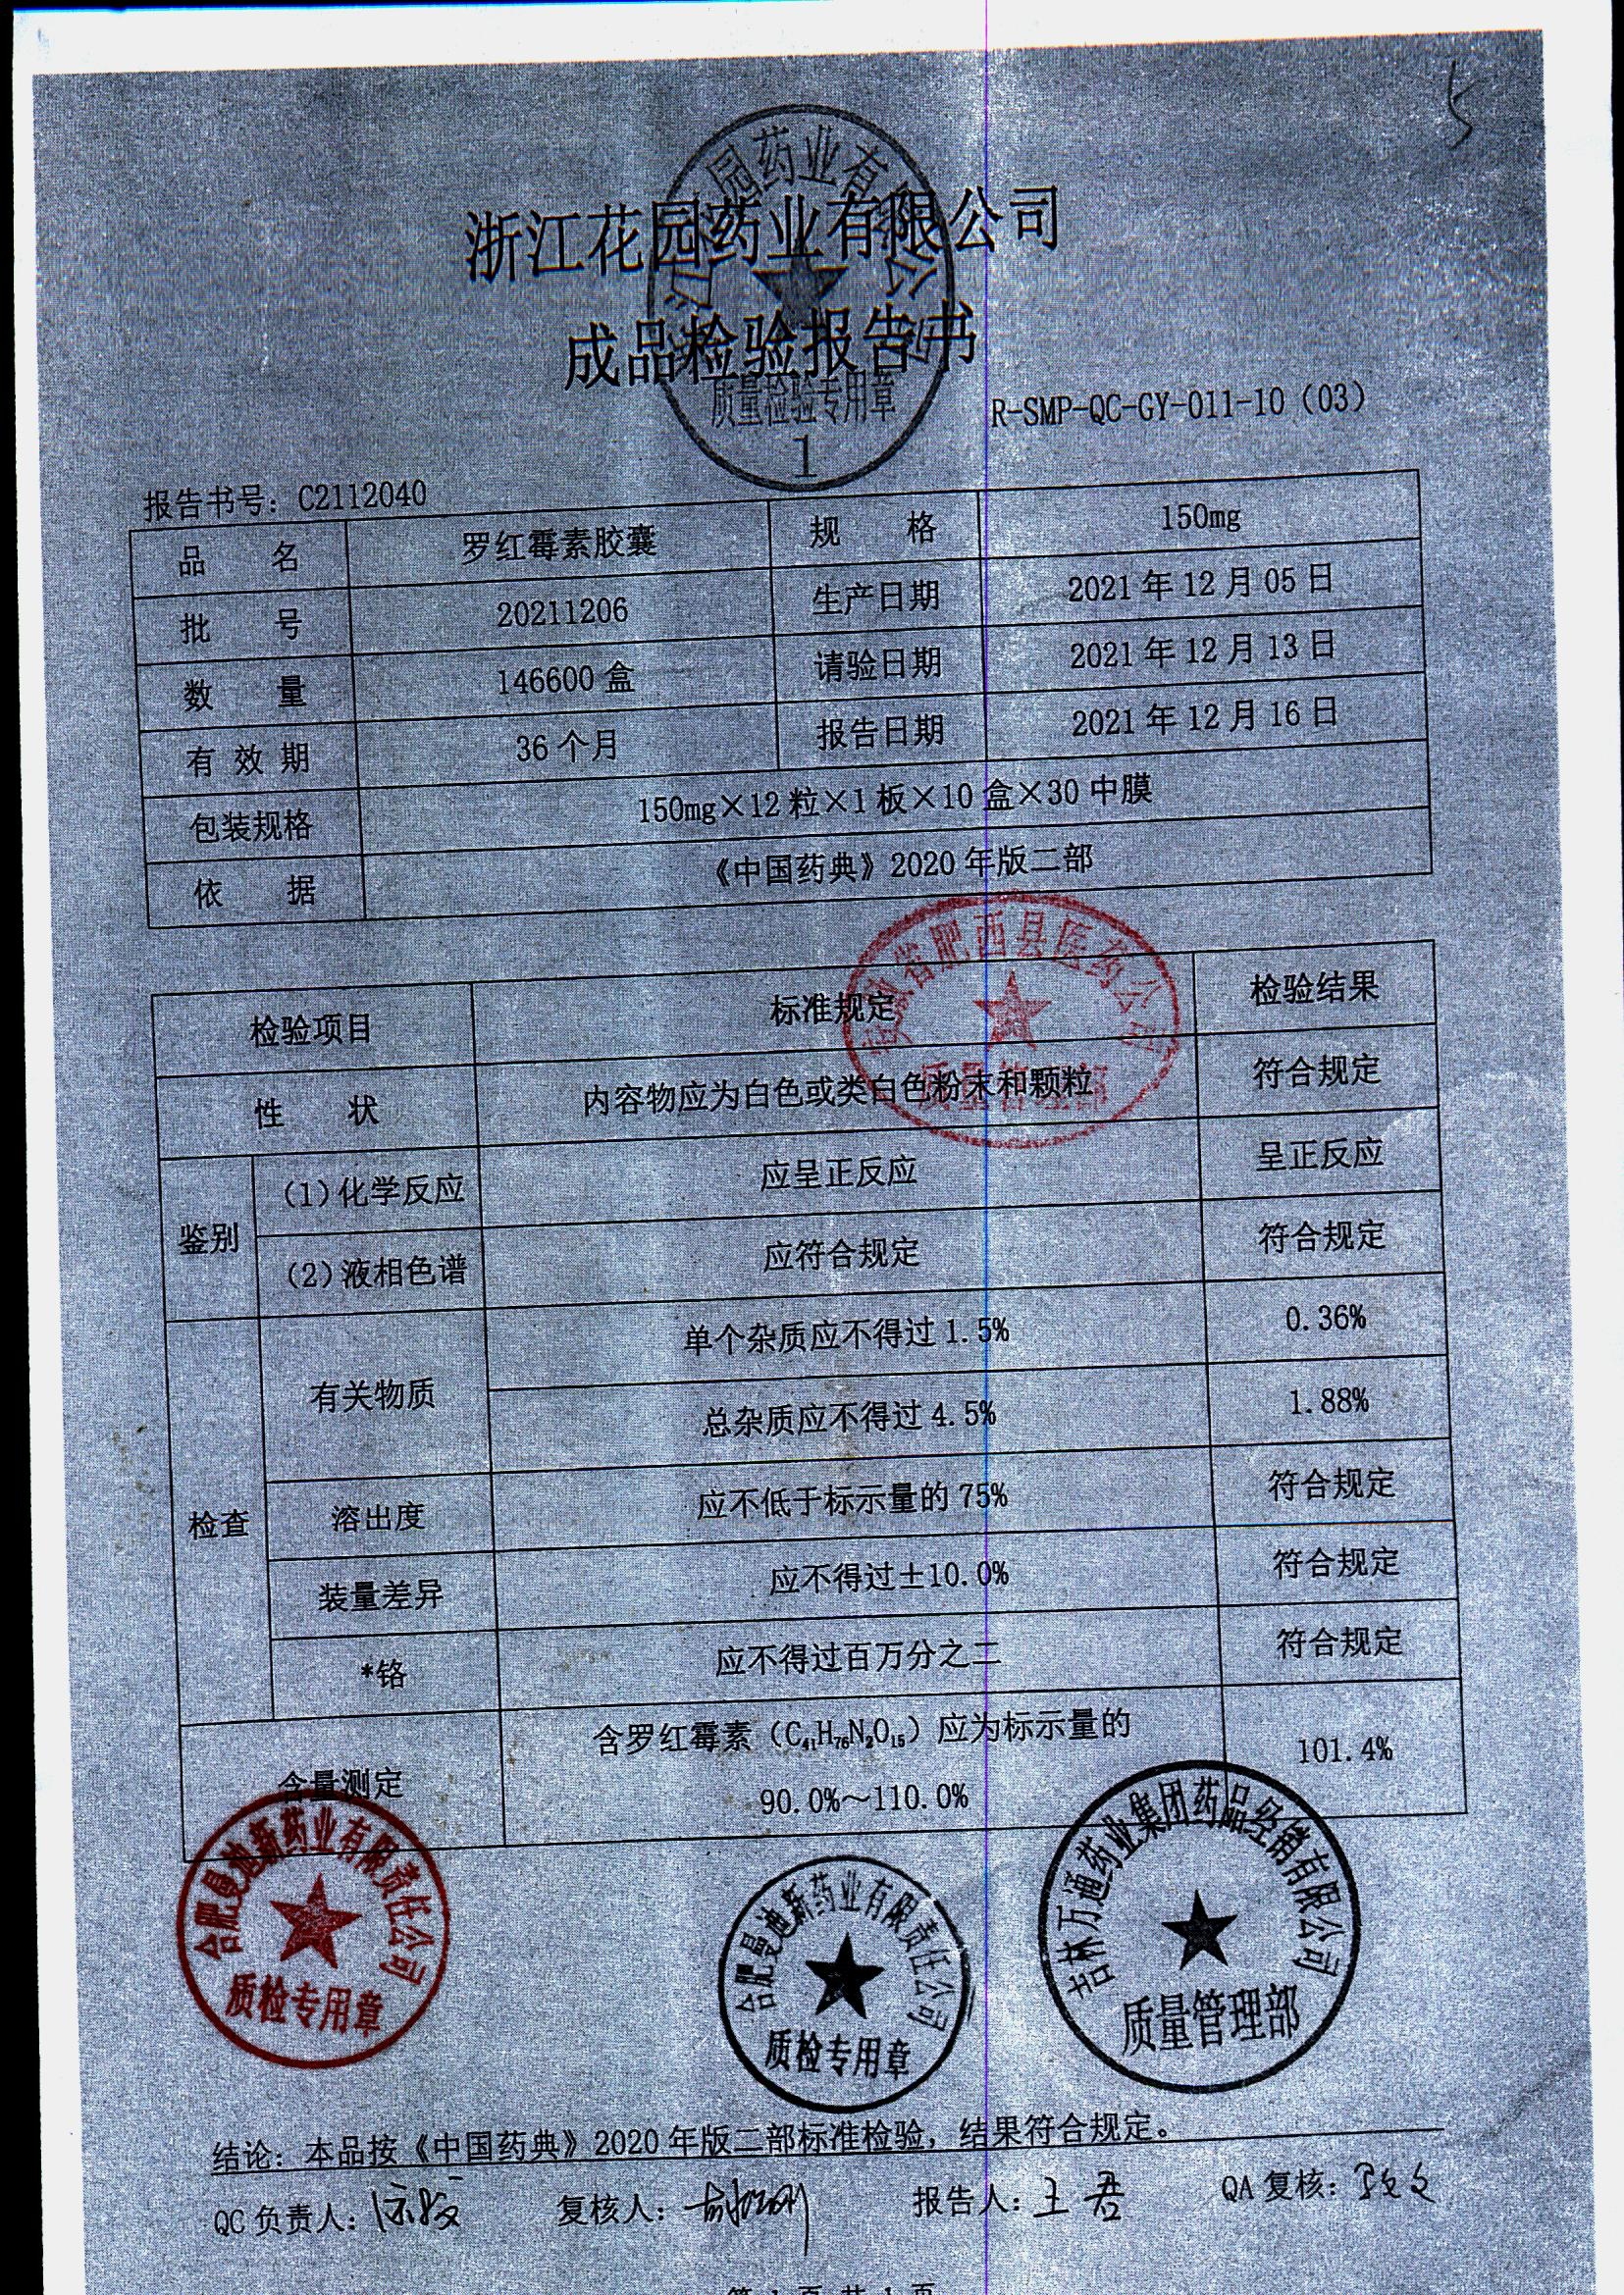 浙江花园药业有限公司
成品检验报告书
质量检验专用章
1
R-SMP-QC-GY-011-10（03）
报告书号：C2112040
品 名 罗红霉素胶囊 规 格 150mg
批 号 20211206 生产日期 2021年12月05日
数 量 146600盒 请验日期 2021年12月13日
有效期 36个月 报告日期 2021年12月16日
包装规格 150mg×12粒×1板×10盒×30中膜
依 据 《中国药典》2020年版二部
安徽省肥西县医药公司
质量管理部
检验项目 标准规定 检验结果
性 状 内容物应为白色或类白色粉末和颗粒 符合规定
鉴别 (1)化学反应 应呈正反应 呈正反应
(2)液相色谱 应符合规定 符合规定
检查 有关物质 单个杂质应不得过1.5% 0.36%
总杂质应不得过4.5% 1.88%
溶出度 应不低于标示量的75% 符合规定
装量差异 应不得过±10.0% 符合规定
*铬 应不得过百万分之二 符合规定
含量测定 含罗红霉素（C₄₁H₇₆N₂O₁₅）应为标示量的
90.0%～110.0% 101.4%
合肥曼迪新药业有限责任公司
质检专用章
合肥曼迪新药业有限责任公司
质检专用章
吉林万通药业集团药品经销有限公司
质量管理部
结论：本品按《中国药典》2020年版二部标准检验，结果符合规定。
QC负责人： 复核人： 报告人：王君 QA复核：
第 1 页 共 1 页